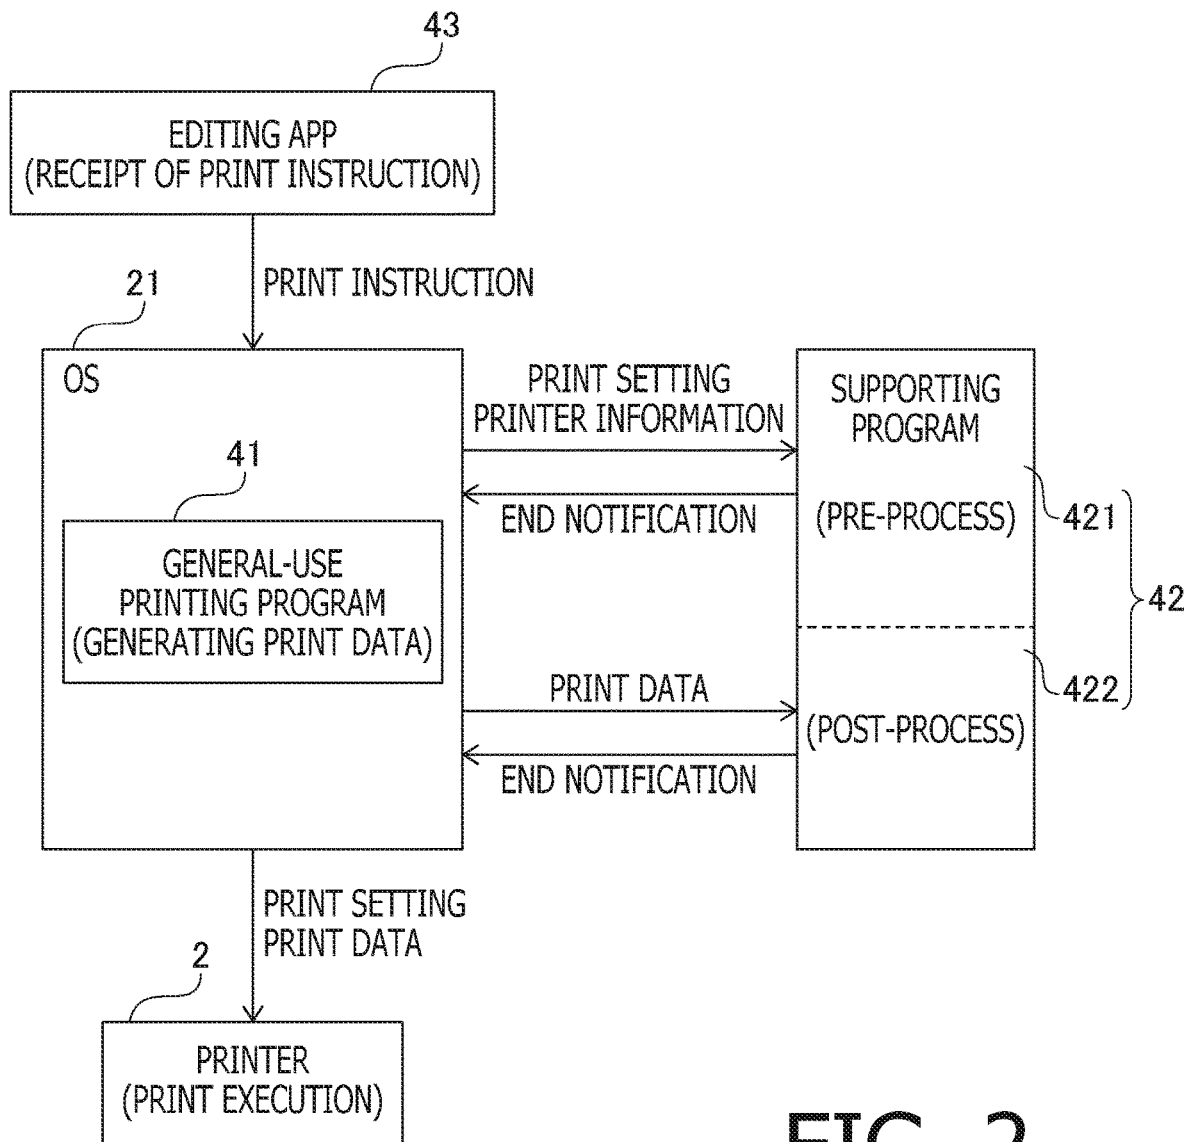 43
EDITING APP
(RECEIPT OF PRINT INSTRUCTION)
PRINT INSTRUCTION
21
OS
PRINT SETTING
PRINTER INFORMATION
SUPPORTING
PROGRAM
41
END NOTIFICATION
(PRE-PROCESS)
421
GENERAL-USE
PRINTING PROGRAM
(GENERATING PRINT DATA)
42
PRINT DATA
422
(POST-PROCESS)
END NOTIFICATION
PRINT SETTING
PRINT DATA
2
PRINTER
(PRINT EXECUTION)
FIG. 2